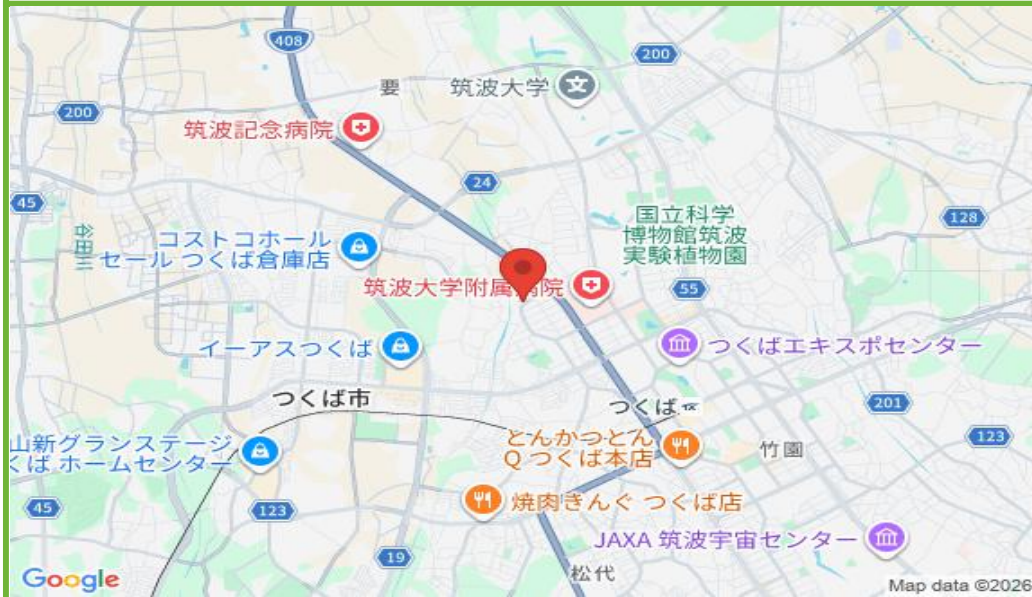 408
200
要
筑波大学
200
筑波記念病院
24
45
谷田川
国立科学
博物館筑波
実験植物園
128
コストコホール
セール つくば倉庫店
筑波大学附属病院
55
イーアスつくば
つくばエキスポセンター
つくば市
つくば
201
とんかつとん
Q つくば本店
竹園
123
山新グランステージ
くば ホームセンター
45
123
焼肉きんぐ つくば店
19
JAXA 筑波宇宙センター
松代
Google
Map data ©2026